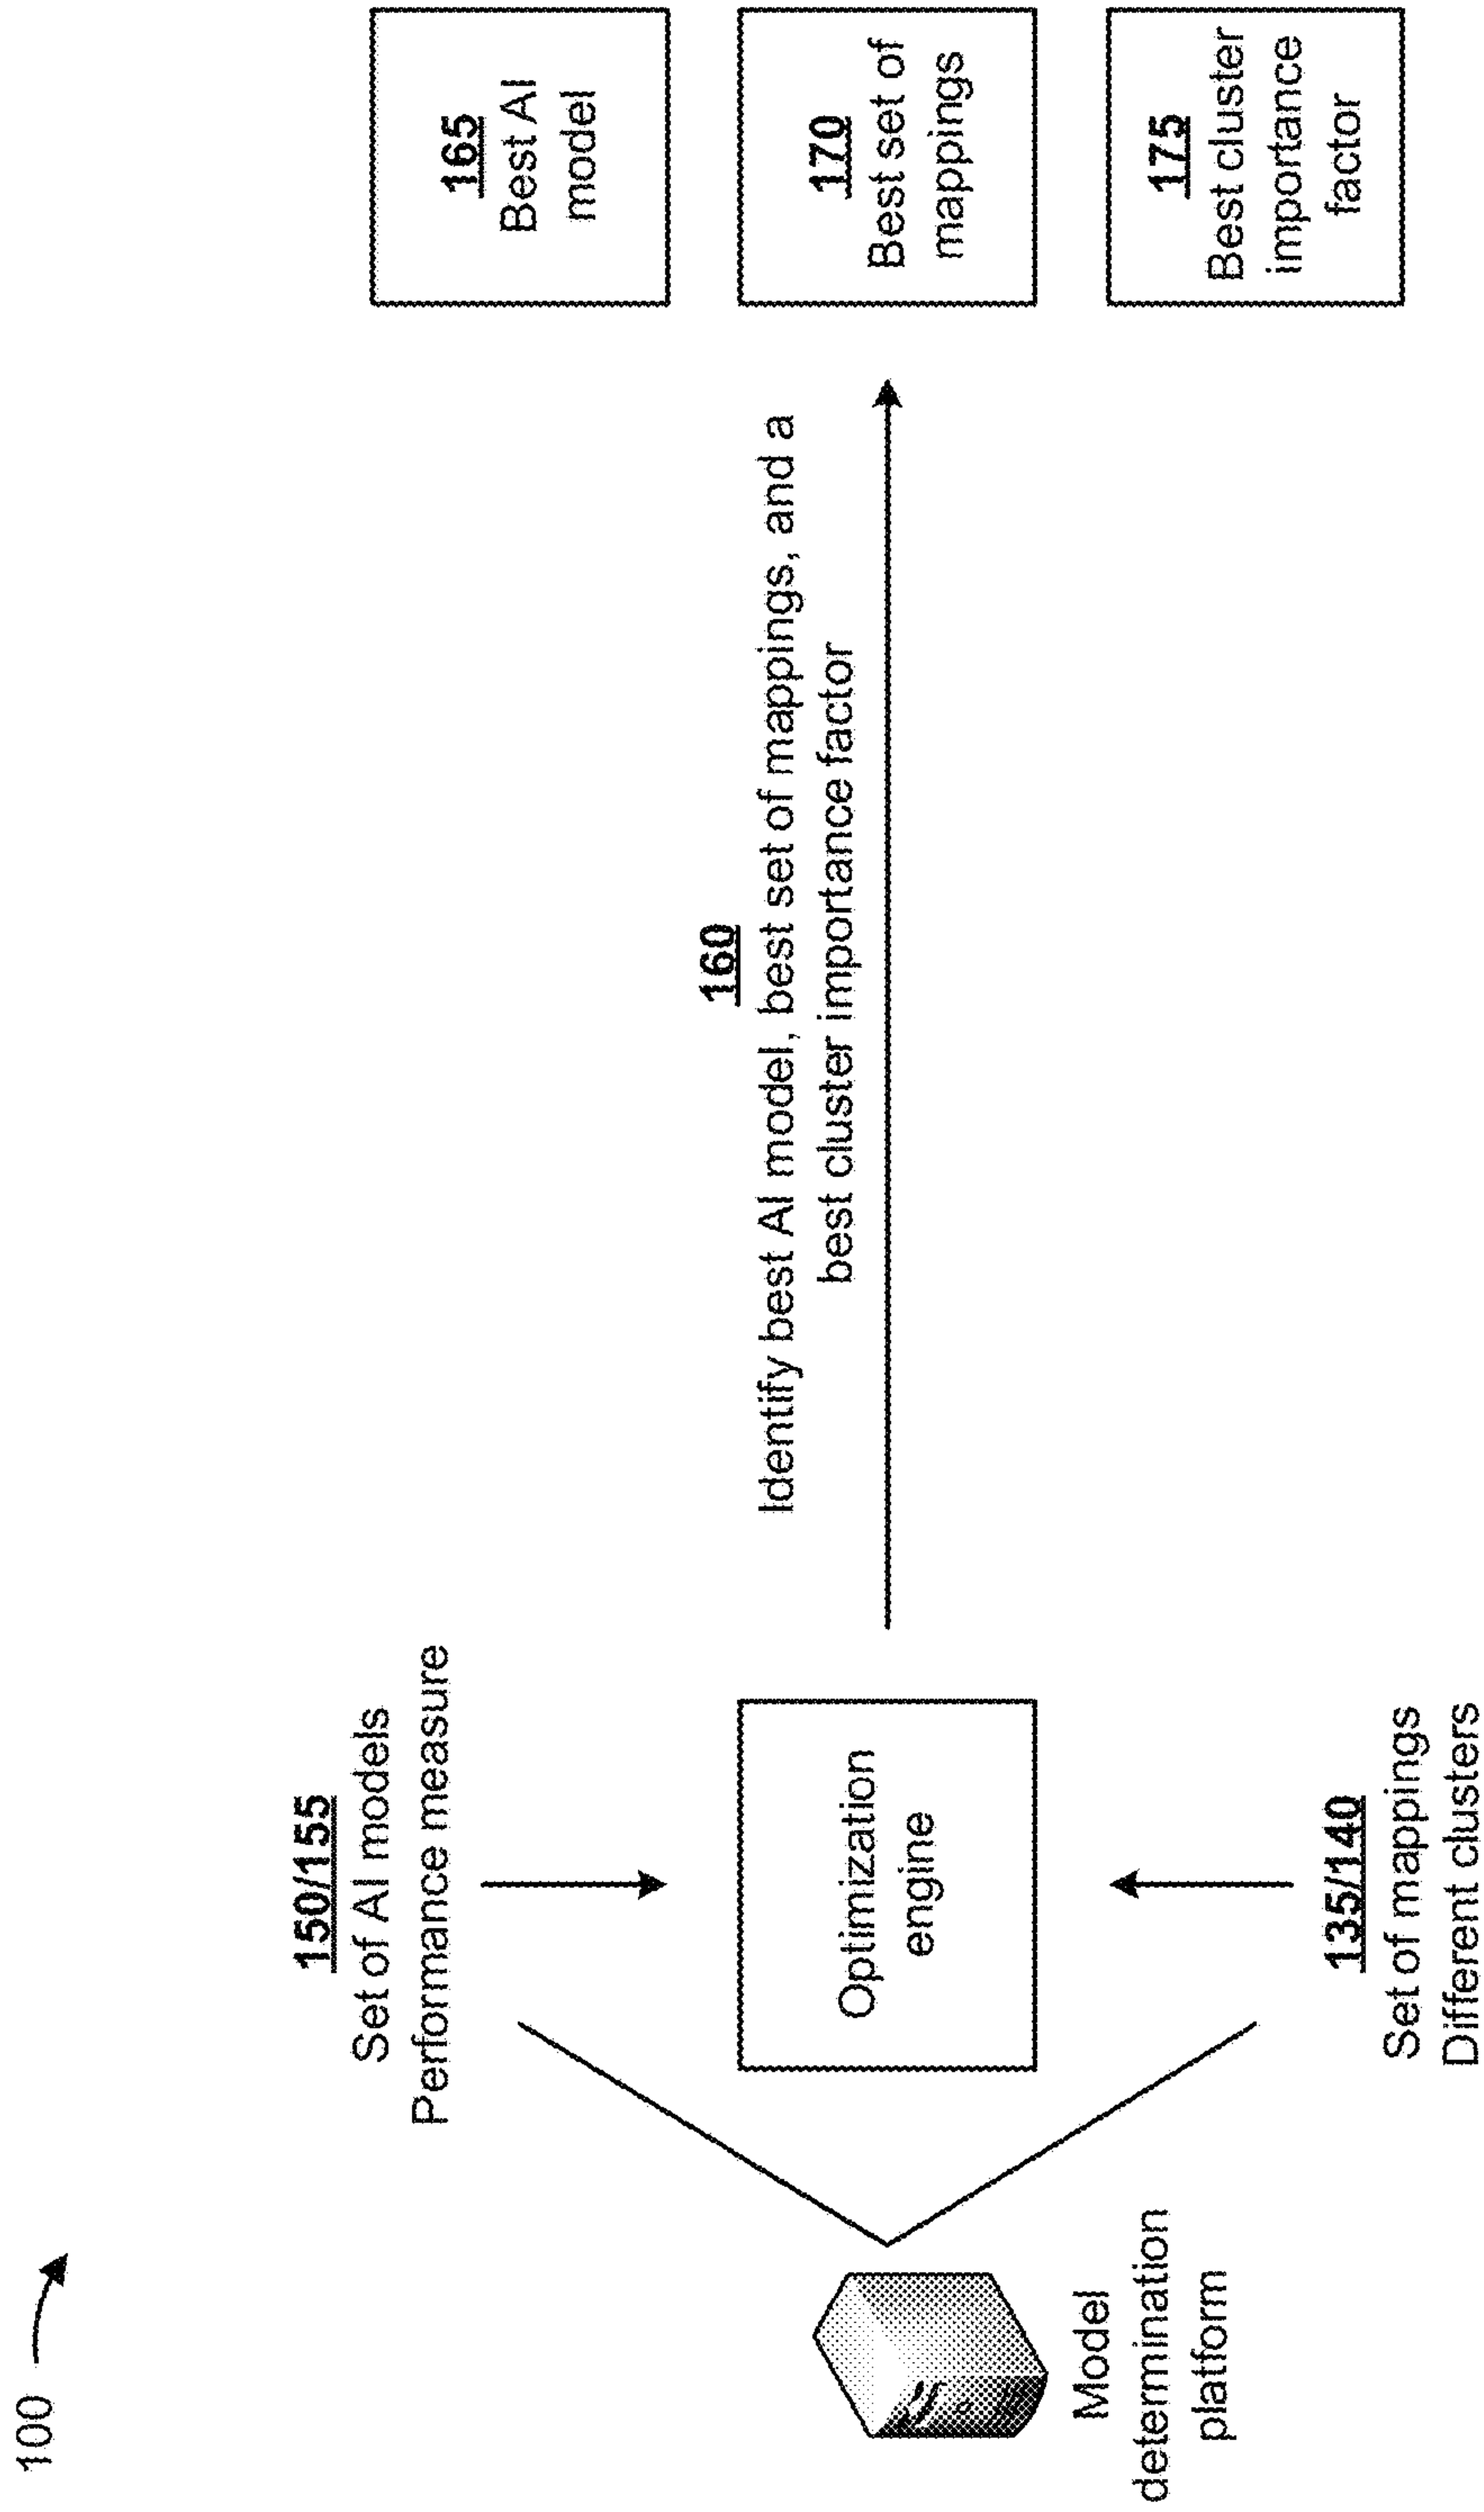 100
150/155
Set of AI models
Performance measure
Model
determination
platform
Optimization
engine
135/140
Set of mappings
Different clusters
160
Identify best AI model, best set of mappings, and a
best cluster importance factor
165
Best AI
model
170
Best set of
mappings
175
Best cluster
importance
factor